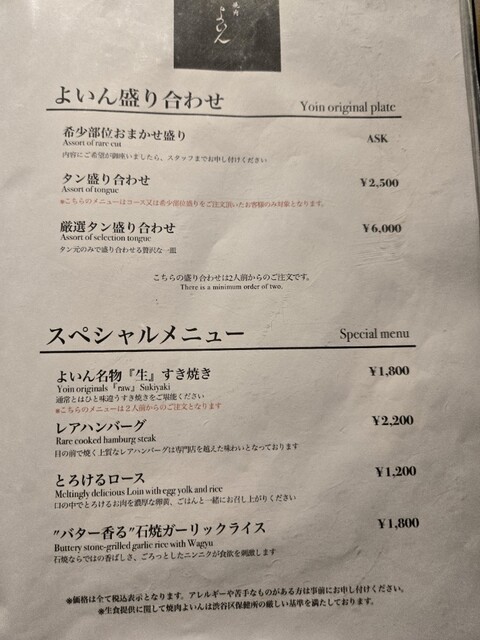 焼肉
よいん
よいん盛り合わせ Yoin original plate
希少部位おまかせ盛り ASK
Assort of rare cut
内容にご希望が御座いましたら、スタッフまでお申し付けください
タン盛り合わせ ¥2,500
Assort of tongue
※こちらのメニューはコース又は希少部位盛りをご注文頂いたお客様のみ対象となります。
厳選タン盛り合わせ ¥6,000
Assort of selection tongue
タン元のみで盛り合わせる贅沢な一皿
こちらの盛り合わせは2人前からのご注文です。
There is a minimum order of two.
スペシャルメニュー Special menu
よいん名物『生』すき焼き ¥1,800
Yoin originals『raw』Sukiyaki
通常とはひと味違うすき焼きをご堪能ください
※こちらのメニューは２人前からのご注文となります
レアハンバーグ ¥2,200
Rare cooked hamburg steak
目の前で焼く上質なレアハンバーグは専門店を越えた味わいとなっております
とろけるロース ¥1,200
Meltingly delicious Loin with egg yolk and rice
口の中でとろけるお肉を濃厚な卵黄、ごはんと一緒にお召し上がりください
"バター香る"石焼ガーリックライス ¥1,800
Buttery stone-grilled garlic rice with Wagyu
石焼ならではの香ばしさ、ごろっとしたニンニクが食欲を刺激します
※価格は全て税込表示となります。アレルギーや苦手なものがある方は事前にお申し付けください。
※生食提供に関して焼肉よいんは渋谷区保健所の厳しい基準を満たしております。